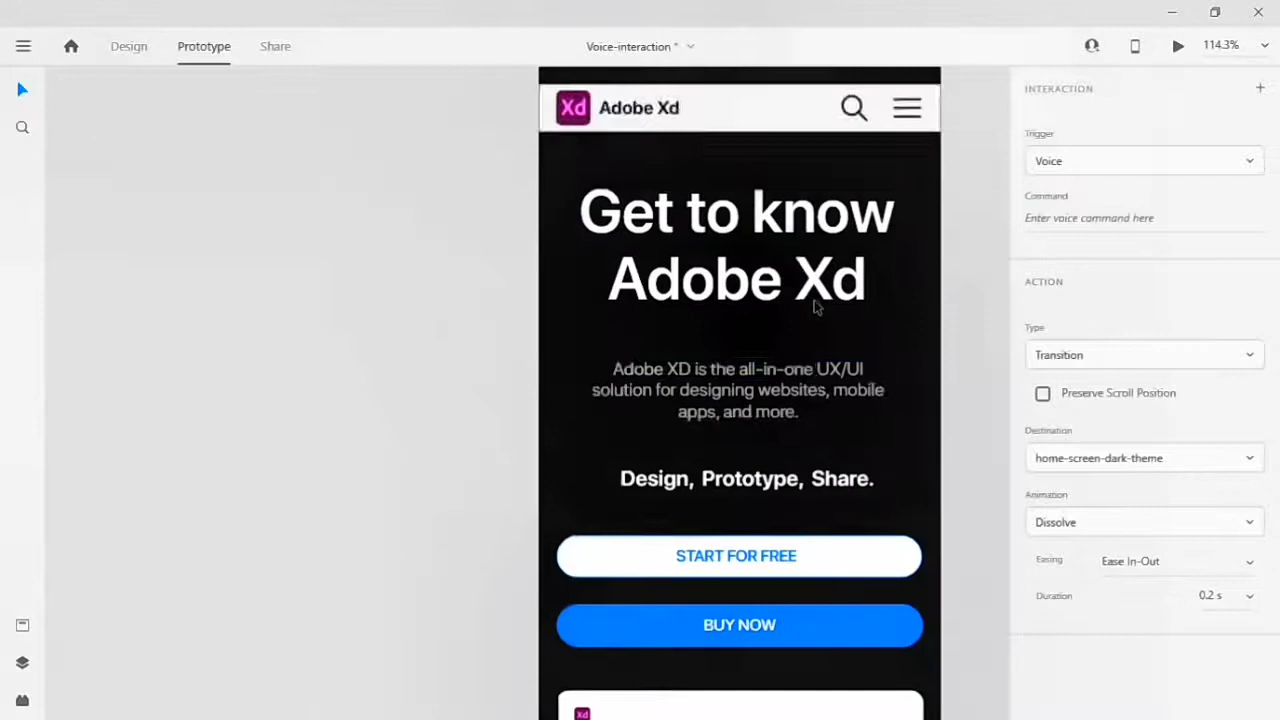 Design
Prototype
Share
Voice-interaction *
114.3%
Xd Adobe Xd
Get to know
Adobe Xd
Adobe XD is the all-in-one UX/UI
solution for designing websites, mobile
apps, and more.
Design, Prototype, Share.
START FOR FREE
BUY NOW
Xd
INTERACTION
Trigger
Voice
Command
Enter voice command here
ACTION
Type
Transition
Preserve Scroll Position
Destination
home-screen-dark-theme
Animation
Dissolve
Easing Ease In-Out
Duration 0.2 s